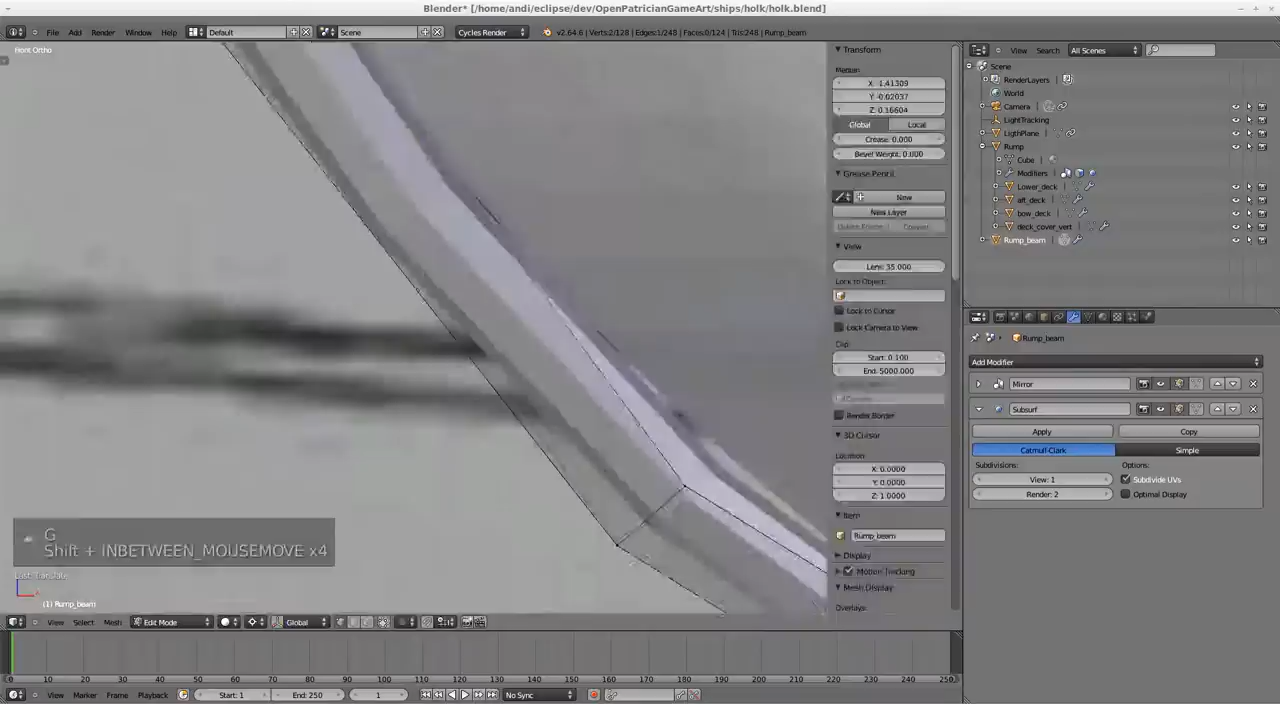 Blender* [/home/andi/eclipse/dev/OpenPatricianGameArt/ships/holk/holk.blend]
File Add Render Window Help Default Scene Cycles Render v2.64.6 | Verts:2/128 | Edges:1/248 | Faces:0/124 | Tris:248 | Rump_beam
View Search All Scenes
Front Ortho
Transform
Median:
X: 1.41309
Y: -0.02037
Z: 0.16604
Global Local
Crease: 0.000
Bevel Weight: 0.000
Grease Pencil
New
New Layer
Delete Frame Convert
View
Lens: 35.000
Lock to Object:
Lock to Cursor
Lock Camera to View
Clip:
Start: 0.100
End: 5000.000
Render Border
3D Cursor
Location:
X: 0.0000
Y: 0.0000
Z: 1.0000
Item
Rump_beam
Display
Motion Tracking
Mesh Display
Overlays:
Scene
RenderLayers
World
Camera
LightTracking
LigthPlane
Rump
Cube
Modifiers
Lower_deck
aft_deck
bow_deck
deck_cover_vert
Rump_beam
Rump_beam
Add Modifier
Mirror
Subsurf
Apply Copy
Catmull-Clark Simple
Subdivisions: Options:
View: 1 Subdivide UVs
Render: 2 Optimal Display
G
Shift + INBETWEEN_MOUSEMOVE x4
Last: Translate
(1) Rump_beam
View Select Mesh Edit Mode Global
0 10 20 30 40 50 60 70 80 90 100 110 120 130 140 150 160 170 180 190 200 210 220 230 240 250
View Marker Frame Playback Start: 1 End: 250 1 No Sync